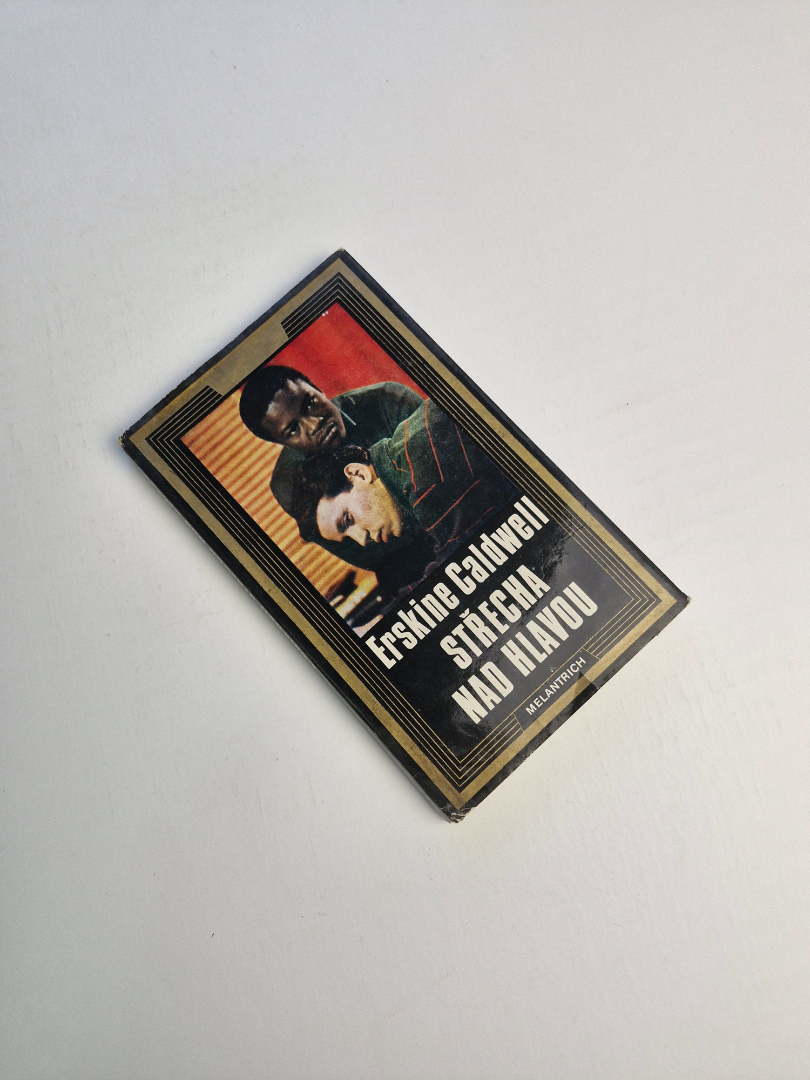 Erskine Caldwell
STŘECHA
NAD HLAVOU
MELANTRICH